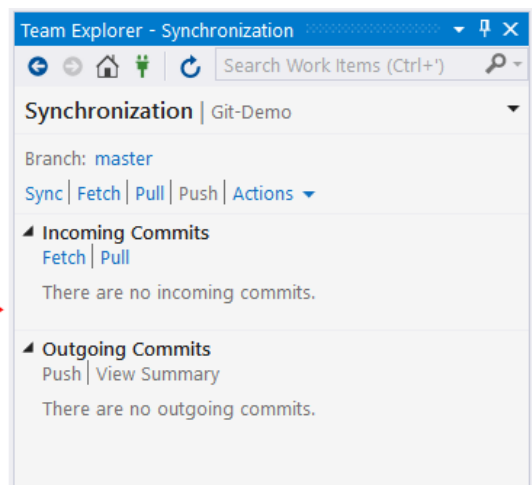 Team Explorer - Synchronization
Search Work Items (Ctrl+')
Synchronization | Git-Demo
Branch: master
Sync | Fetch | Pull | Push | Actions
Incoming Commits
Fetch | Pull
There are no incoming commits.
Outgoing Commits
Push | View Summary
There are no outgoing commits.